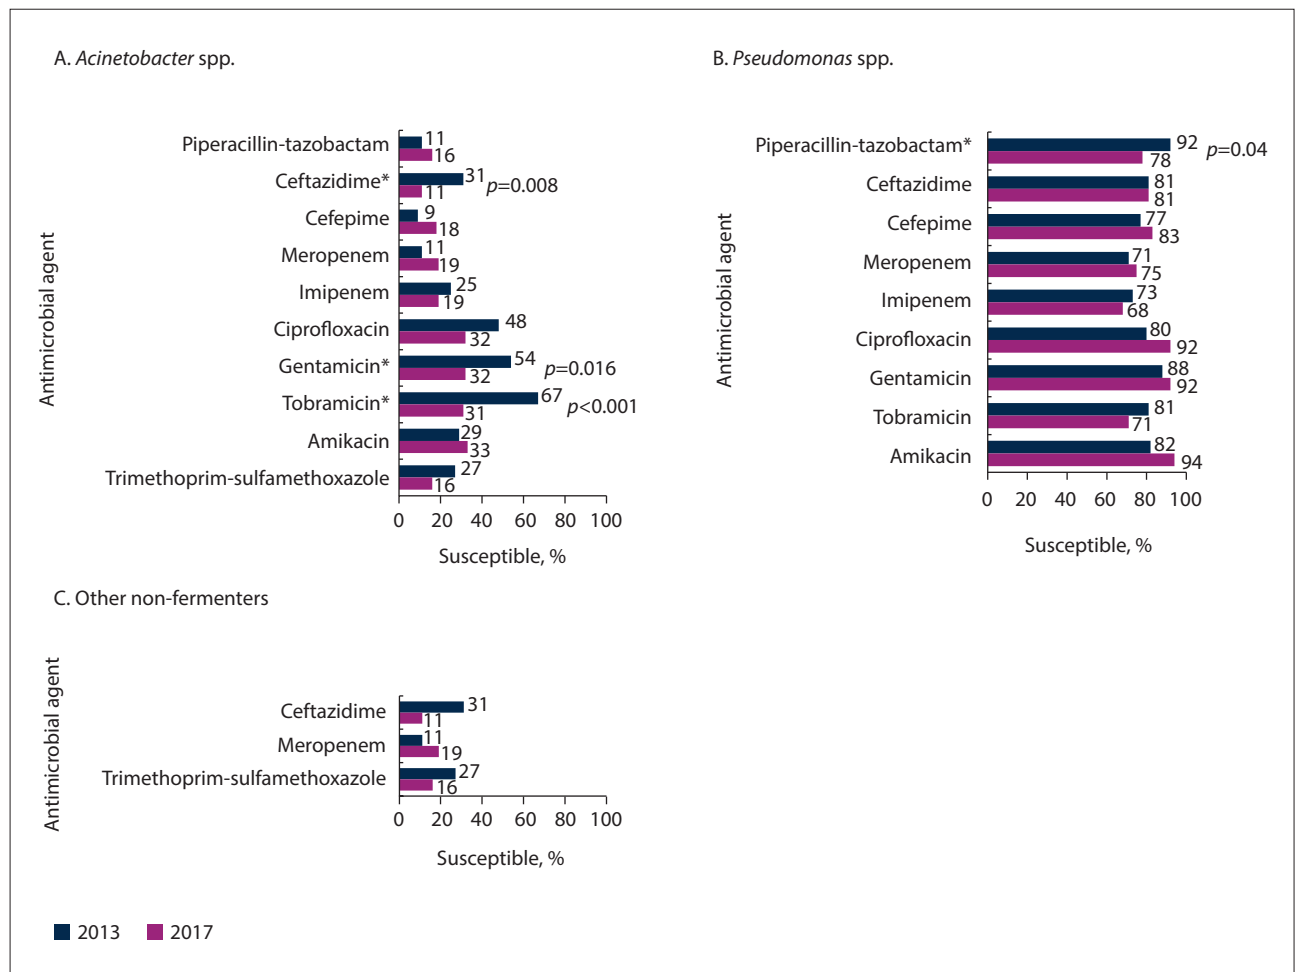 A. Acinetobacter spp.
Antimicrobial agent
Piperacillin-tazobactam 11 16
Ceftazidime* 31 11 p=0.008
Cefepime 9 18
Meropenem 11 19
Imipenem 25 19
Ciprofloxacin 48 32
Gentamicin* 54 32 p=0.016
Tobramicin* 67 31 p<0.001
Amikacin 29 33
Trimethoprim-sulfamethoxazole 27 16
0 20 40 60 80 100
Susceptible, %
B. Pseudomonas spp.
Antimicrobial agent
Piperacillin-tazobactam* 92 78 p=0.04
Ceftazidime 81 81
Cefepime 77 83
Meropenem 71 75
Imipenem 73 68
Ciprofloxacin 80 92
Gentamicin 88 92
Tobramicin 81 71
Amikacin 82 94
0 20 40 60 80 100
Susceptible, %
C. Other non-fermenters
Antimicrobial agent
Ceftazidime 31 11
Meropenem 11 19
Trimethoprim-sulfamethoxazole 27 16
0 20 40 60 80 100
Susceptible, %
2013 2017